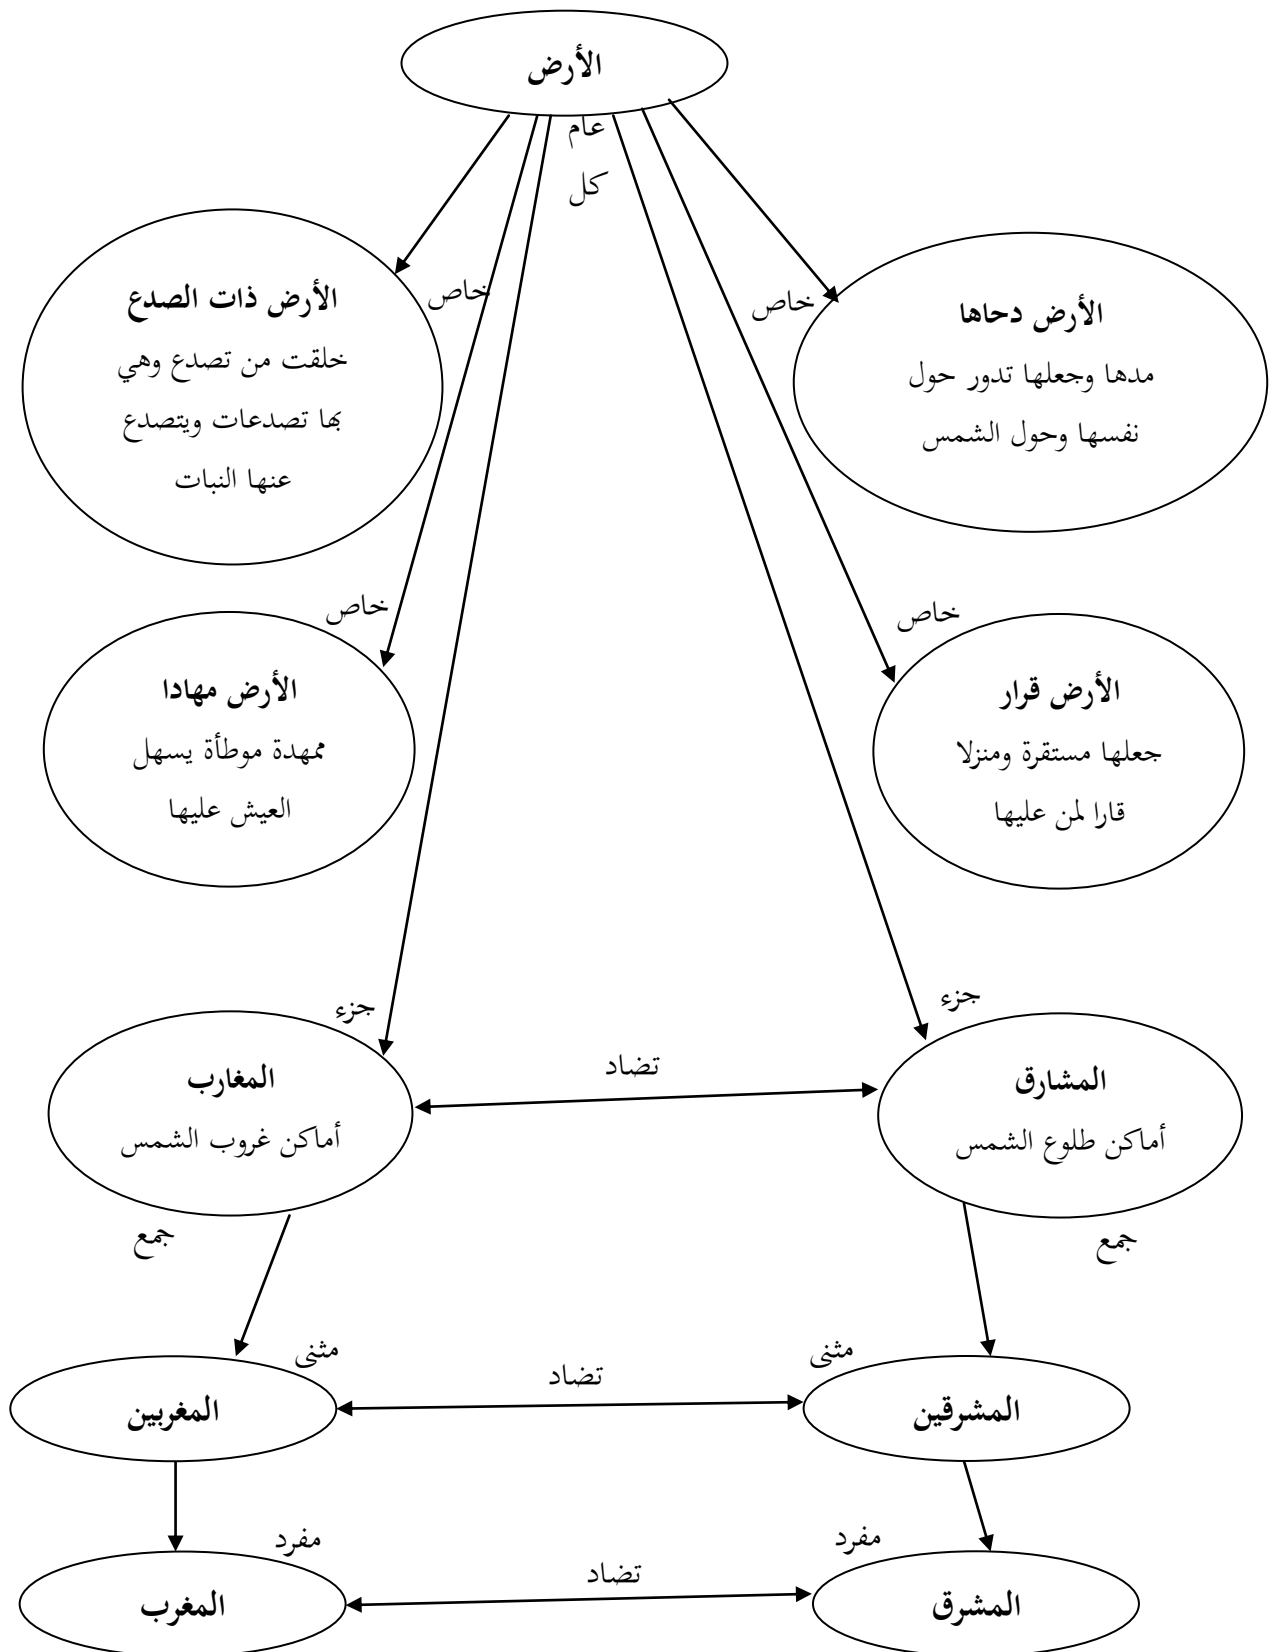 الأرض
عام
كل
خاص
الأرض دحاها
مدها وجعلها تدور حول
نفسها وحول الشمس
خاص
الأرض ذات الصدع
خلقت من تصدع وهي
بها تصدعات ويتصدع
عنها النبات
خاص
الأرض قرار
جعلها مستقرة ومنزلا
قارا لمن عليها
خاص
الأرض مهادا
ممهدة موطأة يسهل
العيش عليها
جزء
المشارق
أماكن طلوع الشمس
تضاد
جزء
المغارب
أماكن غروب الشمس
جمع
جمع
مثنى
المشرقين
تضاد
مثنى
المغربين
مفرد
المشرق
تضاد
مفرد
المغرب